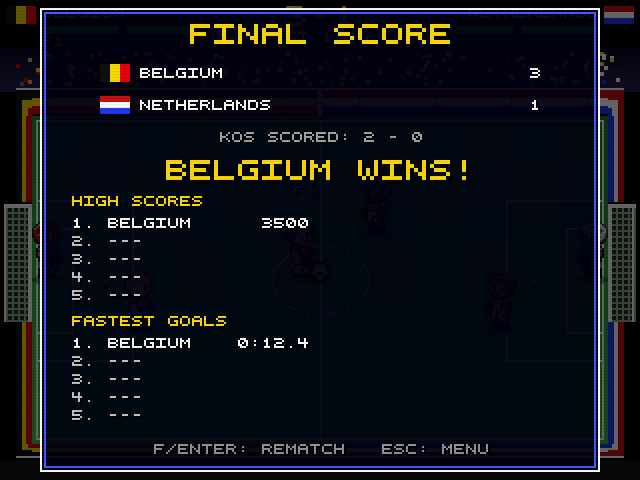 FINAL SCORE
BELGIUM 3
NETHERLANDS 1
KOS SCORED: 2 - 0
BELGIUM WINS!
HIGH SCORES
1. BELGIUM 3500
2. ---
3. ---
4. ---
5. ---
FASTEST GOALS
1. BELGIUM 0:12.4
2. ---
3. ---
4. ---
5. ---
F/ENTER: REMATCH ESC: MENU